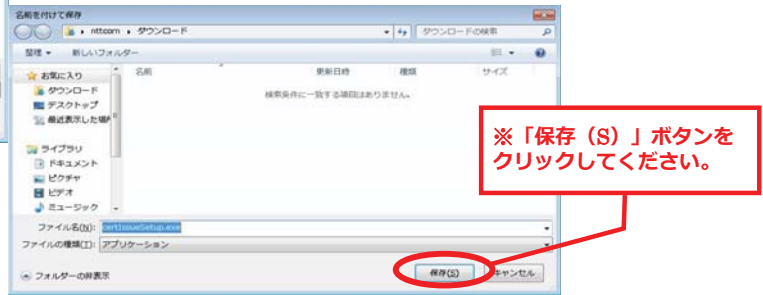 名前を付けて保存
nttcom ▸ ダウンロード
ダウンロードの検索
整理 ▼ 新しいフォルダー
お気に入り
ダウンロード
デスクトップ
最近表示した場所
ライブラリ
ドキュメント
ピクチャ
ビデオ
ミュージック
名前 更新日時 種類 サイズ
検索条件に一致する項目はありません。
※「保存（S）」ボタンを
クリックしてください。
ファイル名(N): certIssueSetup.exe
ファイルの種類(T): アプリケーション
フォルダーの非表示
保存(S) キャンセル